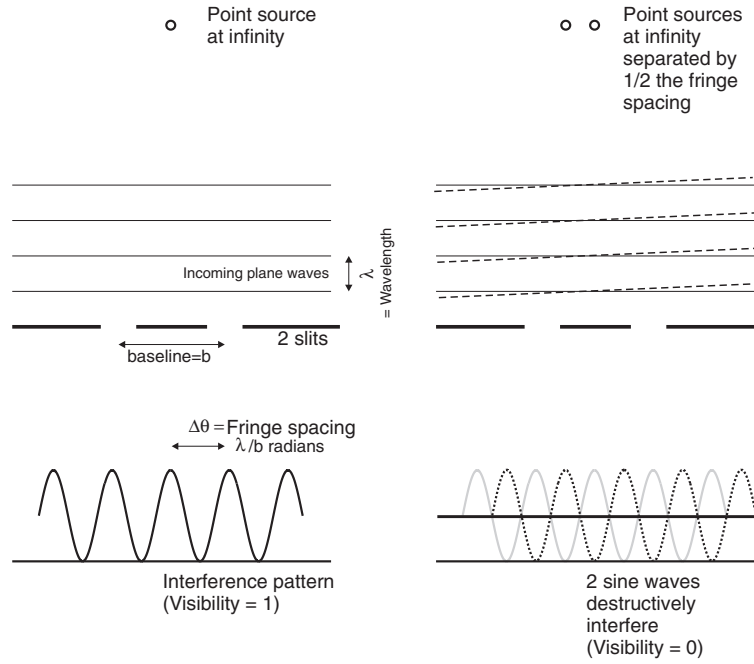 Point source
at infinity
Point sources
at infinity
separated by
1/2 the fringe
spacing
Incoming plane waves
λ
= Wavelength
2 slits
baseline=b
Δθ = Fringe spacing
λ/b radians
Interference pattern
(Visibility = 1)
2 sine waves
destructively
interfere
(Visibility = 0)